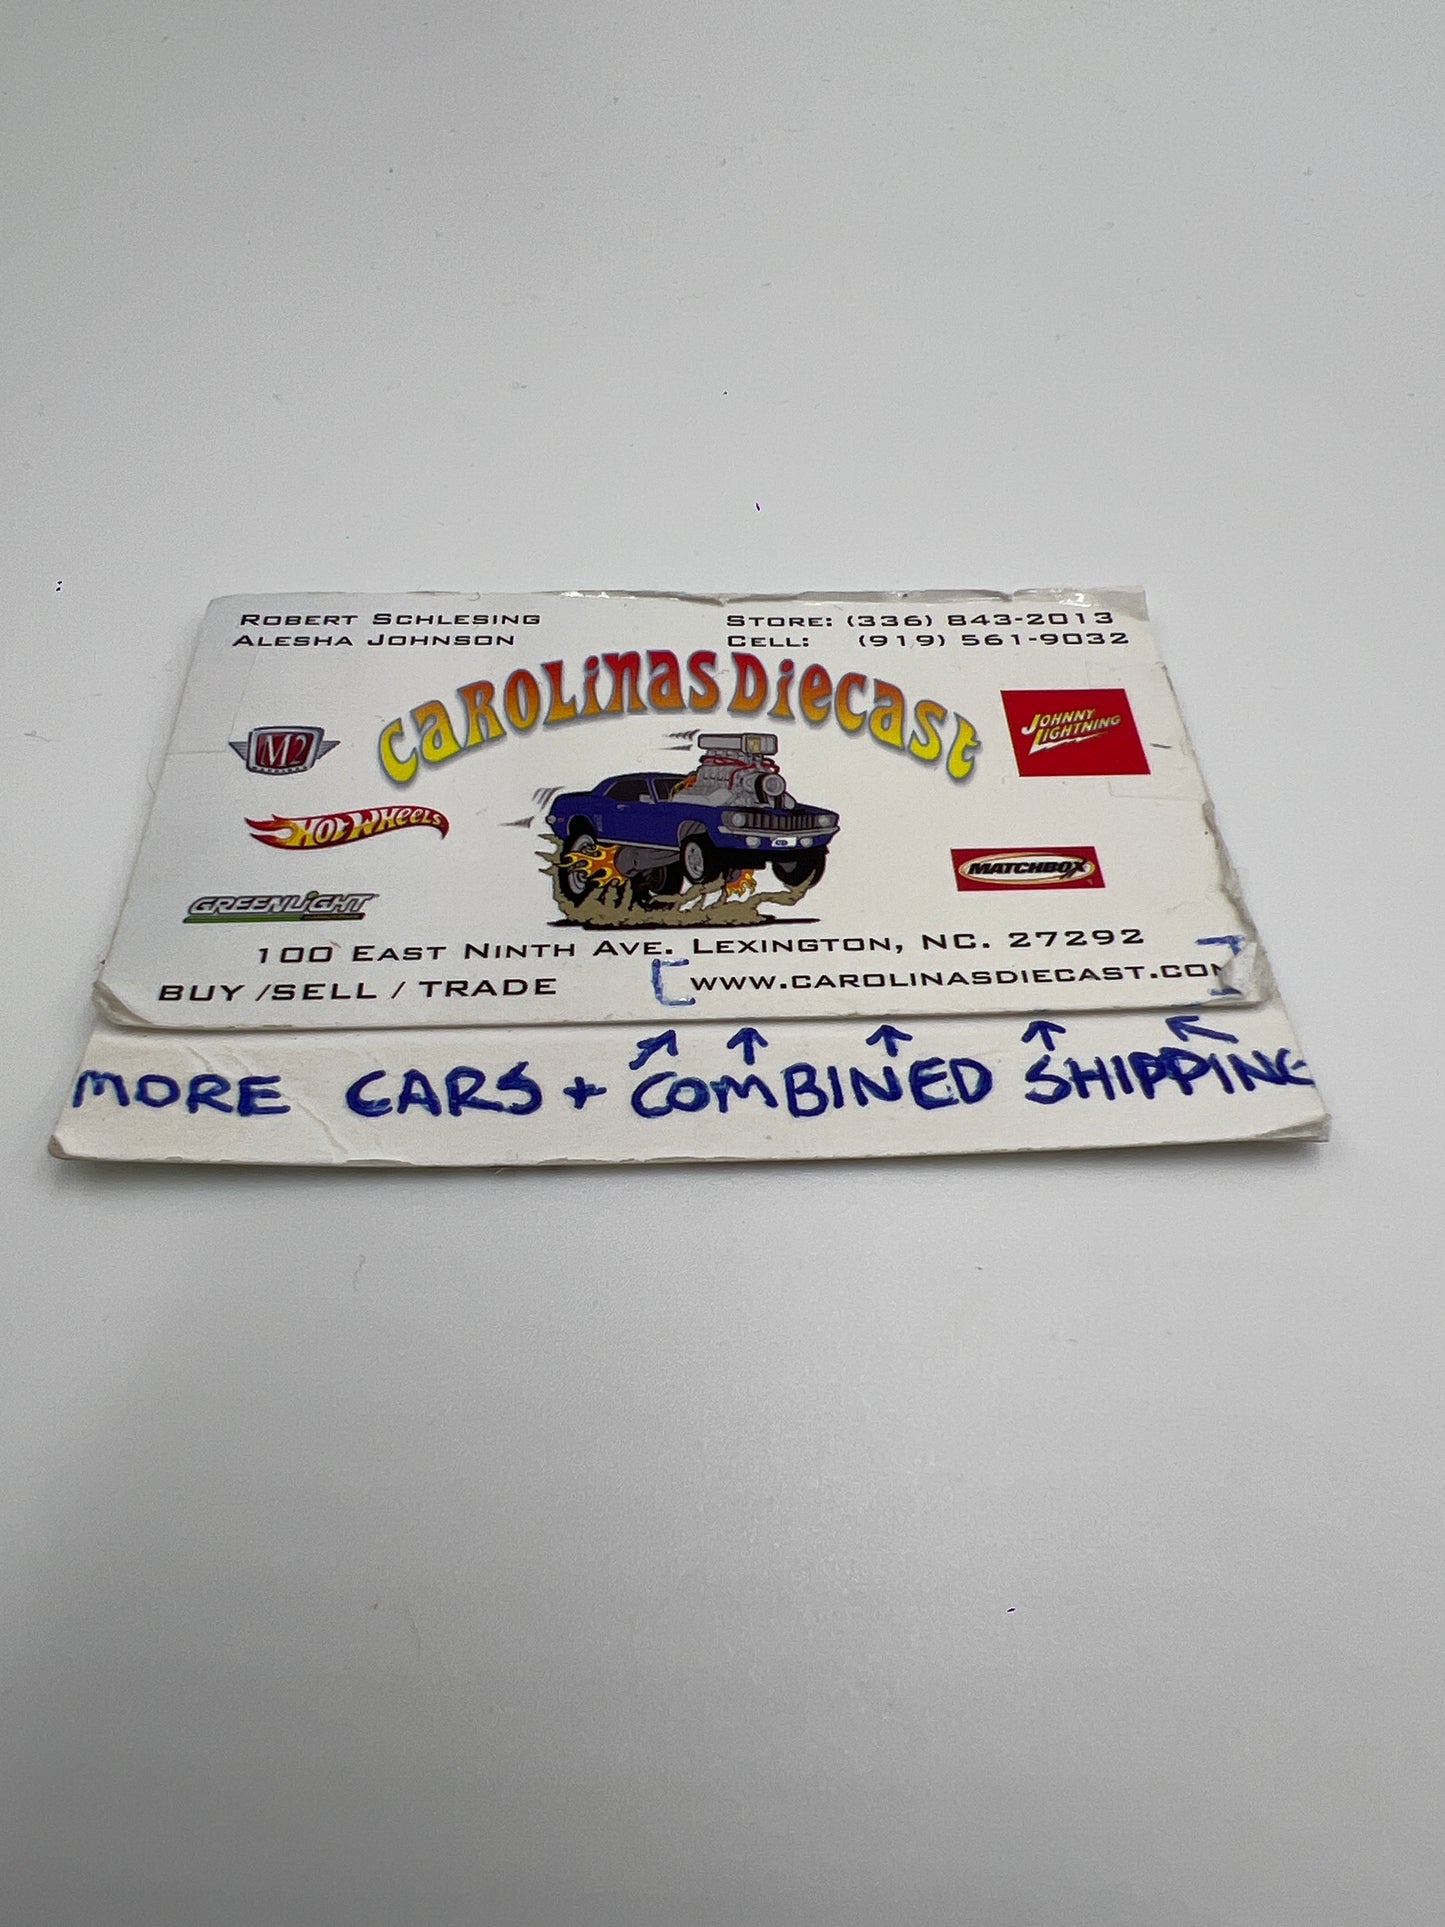 ROBERT SCHLESING
ALESHA JOHNSON
STORE: (336) 843-2013
CELL: (919) 561-9032
CAROLINAS DIECAST
M2
JOHNNY LIGHTNING
HOT WHEELS
MATCHBOX
GREENLIGHT
100 EAST NINTH AVE. LEXINGTON, NC. 27292
BUY /SELL / TRADE
[WWW.CAROLINASDIECAST.COM]
↗ ↑ ↑ ↑ ↖
MORE CARS + COMBINED SHIPPING